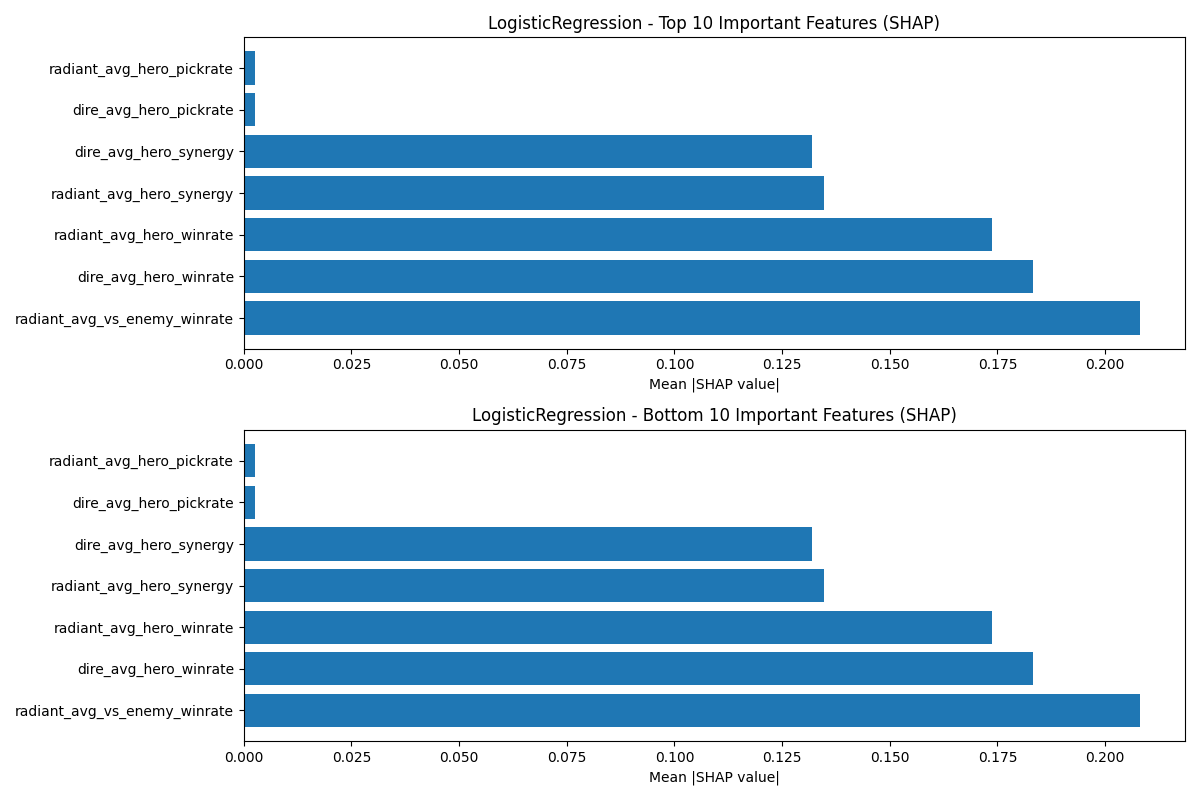 LogisticRegression - Top 10 Important Features (SHAP)
radiant_avg_hero_pickrate
dire_avg_hero_pickrate
dire_avg_hero_synergy
radiant_avg_hero_synergy
radiant_avg_hero_winrate
dire_avg_hero_winrate
radiant_avg_vs_enemy_winrate
0.000 0.025 0.050 0.075 0.100 0.125 0.150 0.175 0.200
Mean |SHAP value|
LogisticRegression - Bottom 10 Important Features (SHAP)
radiant_avg_hero_pickrate
dire_avg_hero_pickrate
dire_avg_hero_synergy
radiant_avg_hero_synergy
radiant_avg_hero_winrate
dire_avg_hero_winrate
radiant_avg_vs_enemy_winrate
0.000 0.025 0.050 0.075 0.100 0.125 0.150 0.175 0.200
Mean |SHAP value|